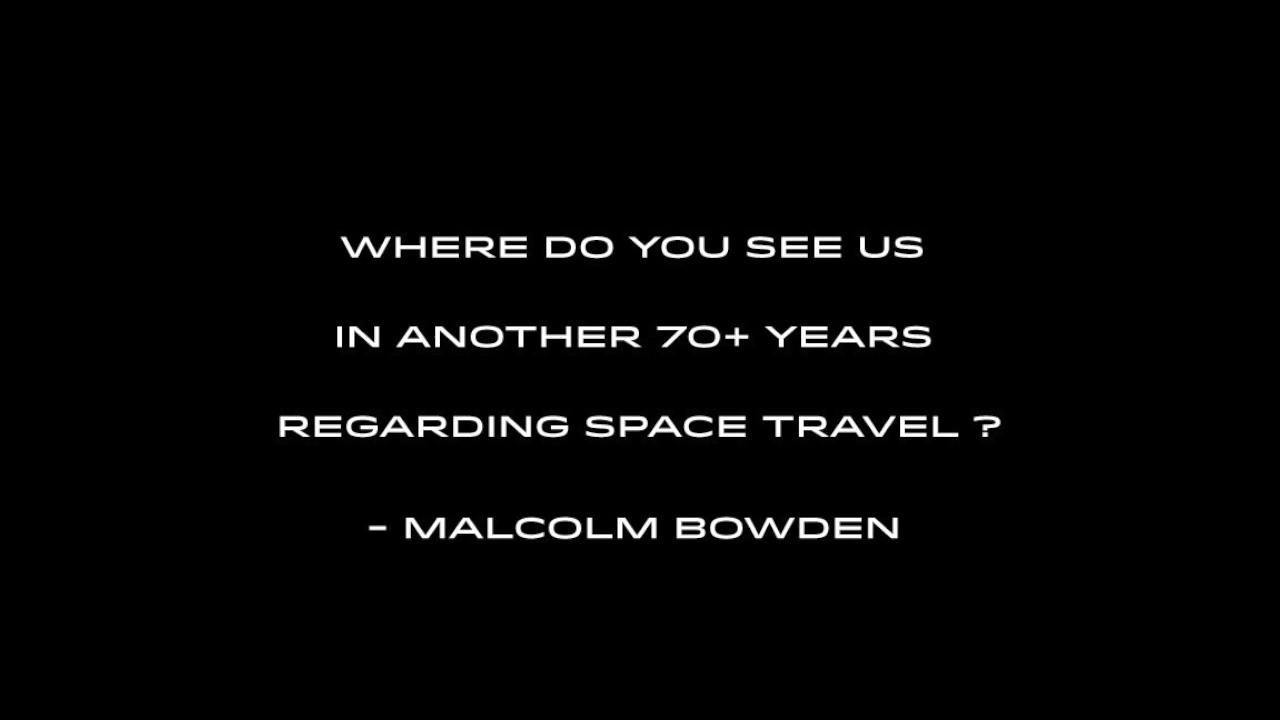 WHERE DO YOU SEE US
IN ANOTHER 70+ YEARS
REGARDING SPACE TRAVEL ?
- MALCOLM BOWDEN